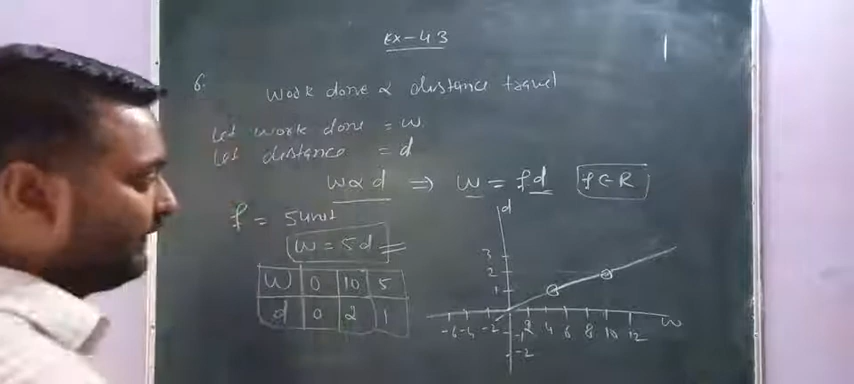 Ex-4.3
6.
Work done ∝ distance travel
Let work done = w.
Let distance = d
w∝d ⇒ w = fd f∈R
f = 5 unit
w = 5d
w 0 10 5
d 0 2 1
d
3
2
1
-6 -4 -2 2 4 6 8 10 12 w
-1
-2